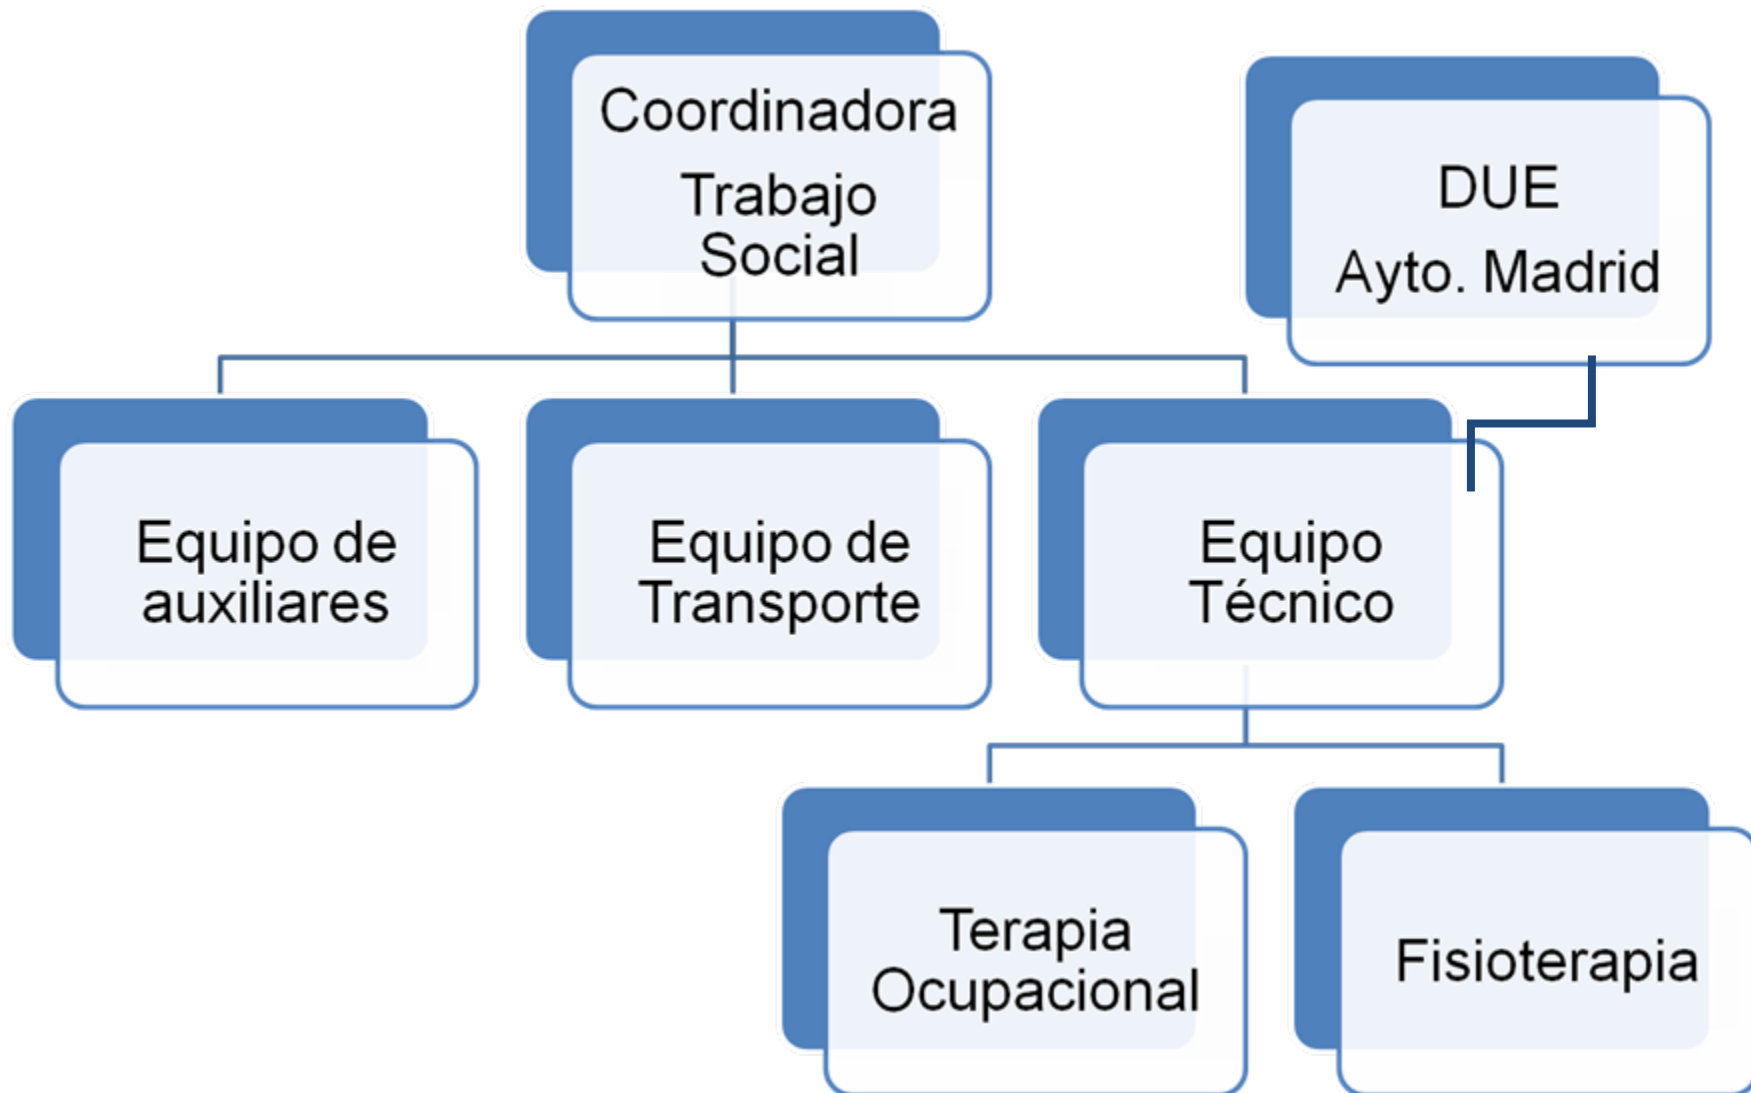 Coordinadora
Trabajo
Social
DUE
Ayto. Madrid
Equipo de
auxiliares
Equipo de
Transporte
Equipo
Técnico
Terapia
Ocupacional
Fisioterapia